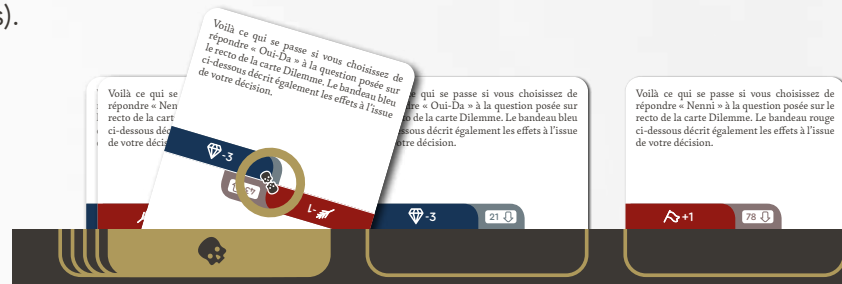 s).
Voilà ce qui se passe si vous choisissez de
répondre « Oui-Da » à la question posée sur
le recto de la carte Dilemme. Le bandeau bleu
ci-dessous décrit également les effets à l'issue
de votre décision.
-3
-1
Voilà ce qui se
répondre « Nenn
recto de la cart
ci-dessous déc
de votre décis
e qui se passe si vous choisissez de
dre « Oui-Da » à la question posée sur
o de la carte Dilemme. Le bandeau bleu
essous décrit également les effets à l'issue
otre décision.
-3
21
Voilà ce qui se passe si vous choisissez de
répondre « Nenni » à la question posée sur le
recto de la carte Dilemme. Le bandeau rouge
ci-dessous décrit également les effets à l'issue
de votre décision.
+1
78